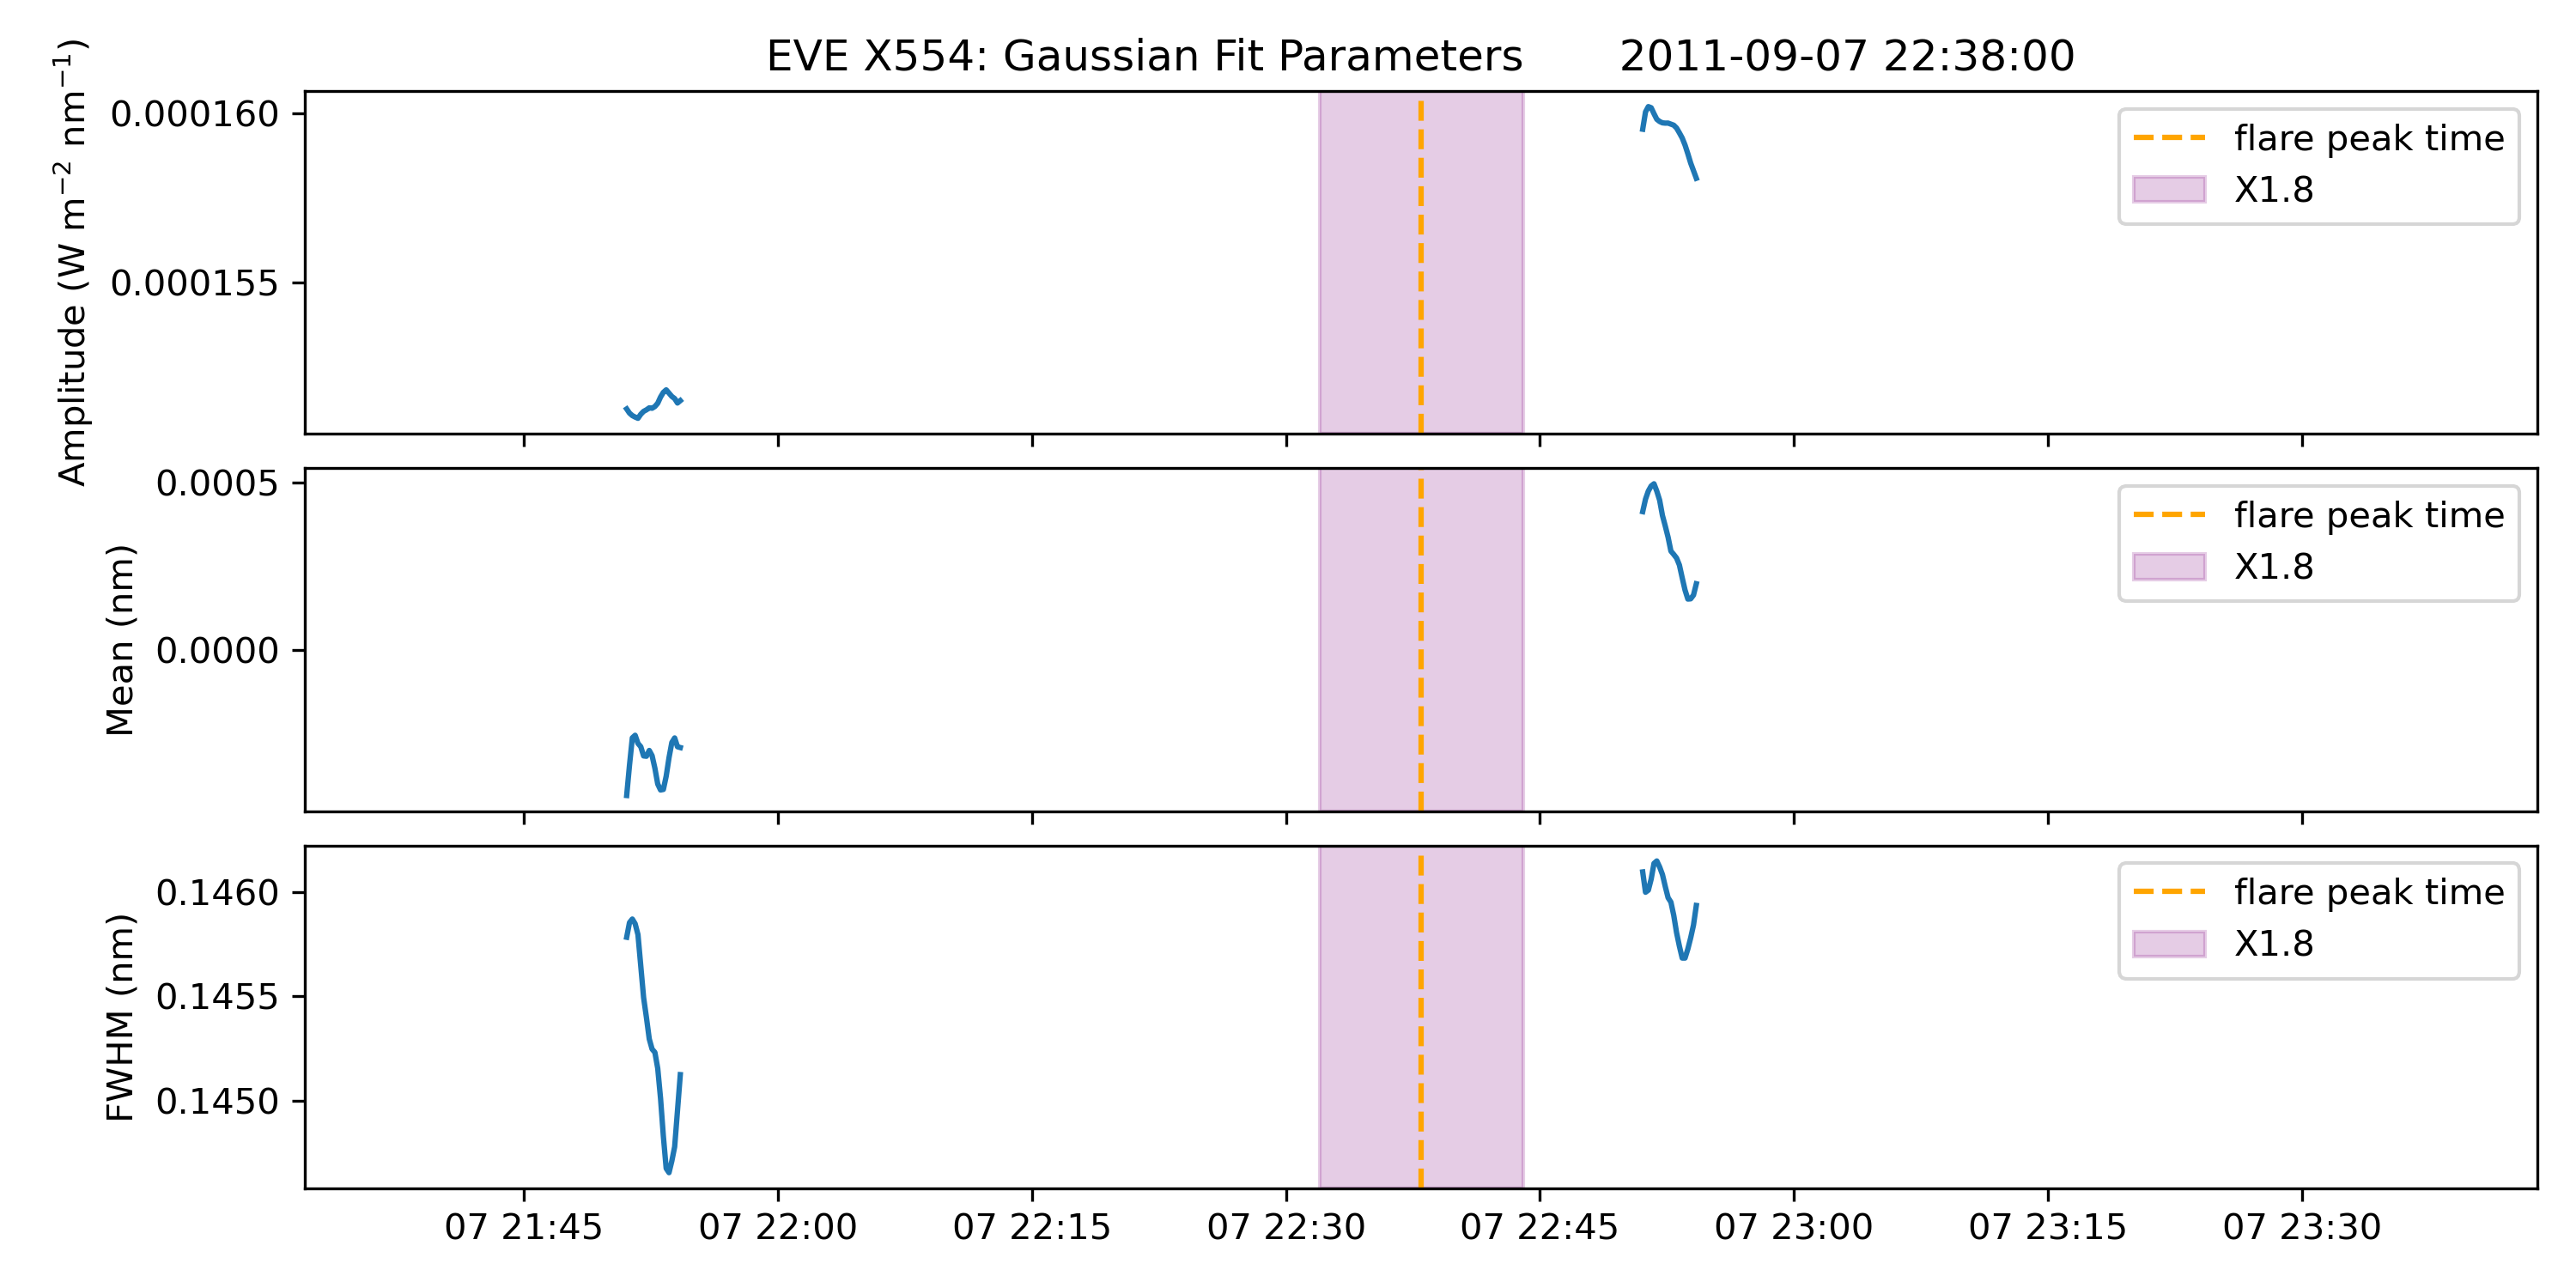 EVE X554: Gaussian Fit Parameters 2011-09-07 22:38:00
Amplitude (W m⁻² nm⁻¹)
0.000160
0.000155
flare peak time
X1.8
Mean (nm)
0.0005
0.0000
flare peak time
X1.8
FWHM (nm)
0.1460
0.1455
0.1450
flare peak time
X1.8
07 21:45 07 22:00 07 22:15 07 22:30 07 22:45 07 23:00 07 23:15 07 23:30